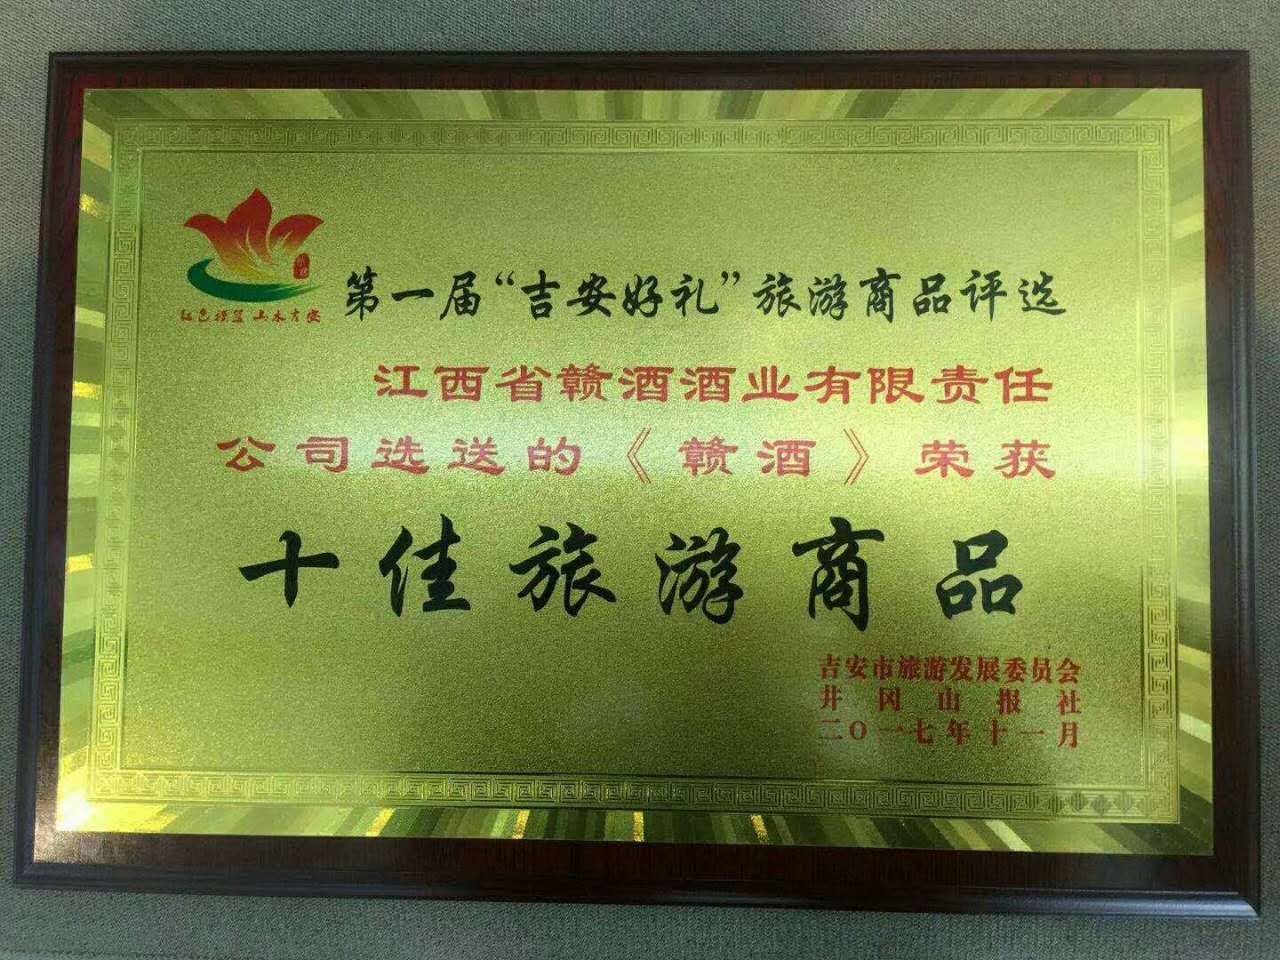 红色摇篮 山水吉安
第一届“吉安好礼”旅游商品评选
江西省赣酒酒业有限责任
公司选送的《赣酒》荣获
十佳旅游商品
吉安市旅游发展委员会
井冈山报社
二〇一七年十一月